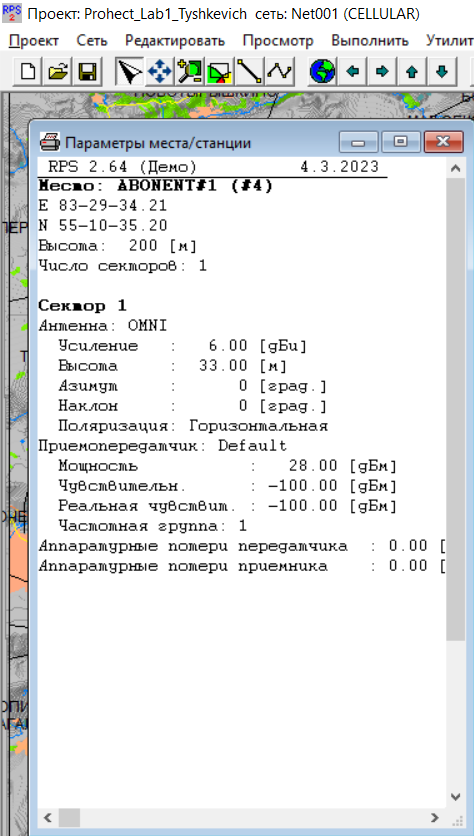 RPS 2 Проект: Prohect_Lab1_Tyshkevich сеть: Net001 (CELLULAR)
Проект Сеть Редактировать Просмотр Выполнить Утилит
Параметры места/станции
RPS 2.64 (Демо) 4.3.2023
Место: ABONENT#1 (#4)
E 83-29-34.21
N 55-10-35.20
Высота: 200 [м]
Число секторов: 1
Сектор 1
Антенна: OMNI
Усиление : 6.00 [дБи]
Высота : 33.00 [м]
Азимут : 0 [град.]
Наклон : 0 [град.]
Поляризация: Горизонтальная
Приемопередатчик: Default
Мощность : 28.00 [дБм]
Чувствительн. : -100.00 [дБм]
Реальная чувствит. : -100.00 [дБм]
Частотная группа: 1
Аппаратурные потери передатчика : 0.00 [
Аппаратурные потери приемника : 0.00 [